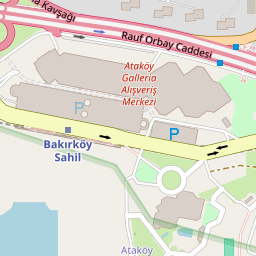 a Kavşağı
Rauf Orbay Caddesi
Ataköy
Galleria
Alışveriş
Merkezi
P
P
Bakırköy
Sahil
Ataköy